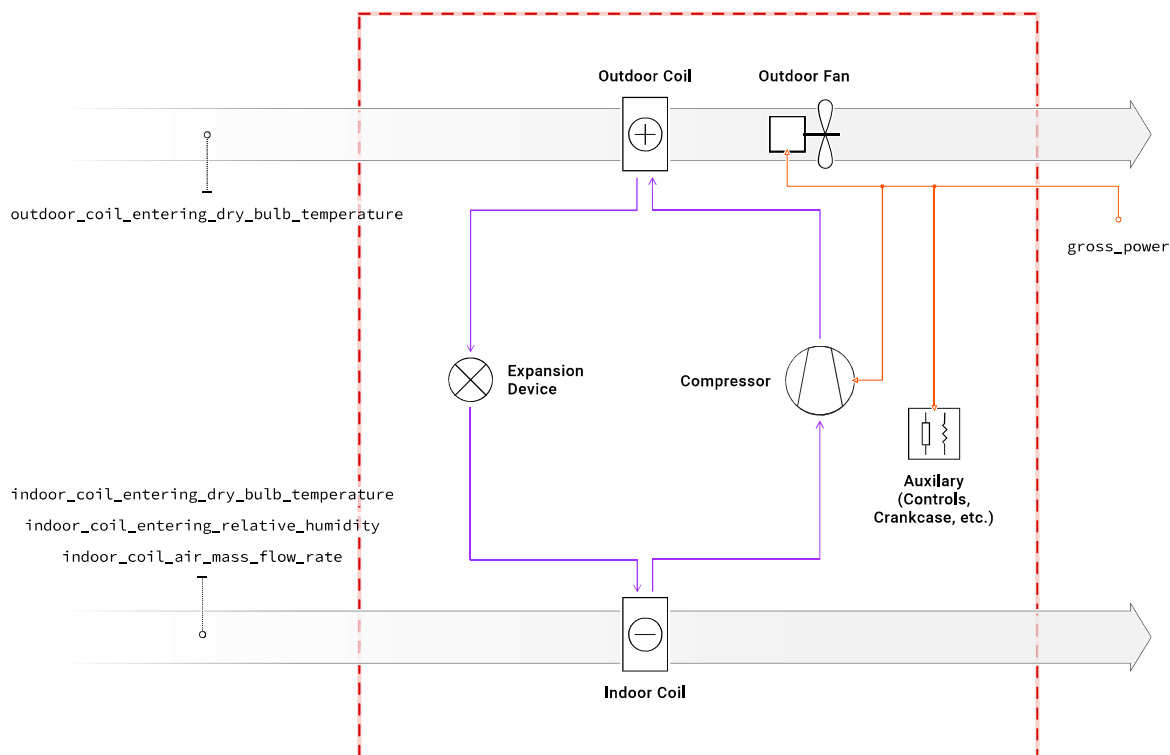 Outdoor Coil
Outdoor Fan
outdoor_coil_entering_dry_bulb_temperature
gross_power
Expansion
Device
Compressor
Auxilary
(Controls,
Crankcase, etc.)
indoor_coil_entering_dry_bulb_temperature
indoor_coil_entering_relative_humidity
indoor_coil_air_mass_flow_rate
Indoor Coil